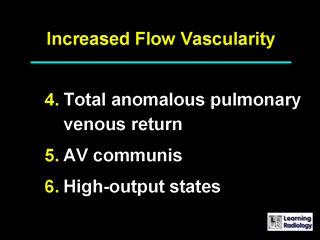 Increased Flow Vascularity
4. Total anomalous pulmonary
venous return
5. AV communis
6. High-output states
Learning
Radiology